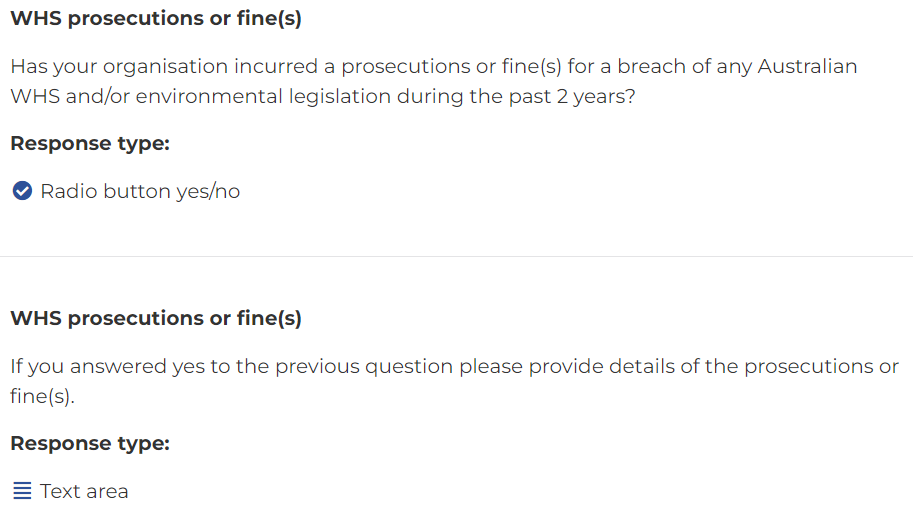 WHS prosecutions or fine(s)
Has your organisation incurred a prosecutions or fine(s) for a breach of any Australian
WHS and/or environmental legislation during the past 2 years?
Response type:
Radio button yes/no
WHS prosecutions or fine(s)
If you answered yes to the previous question please provide details of the prosecutions or
fine(s).
Response type:
Text area